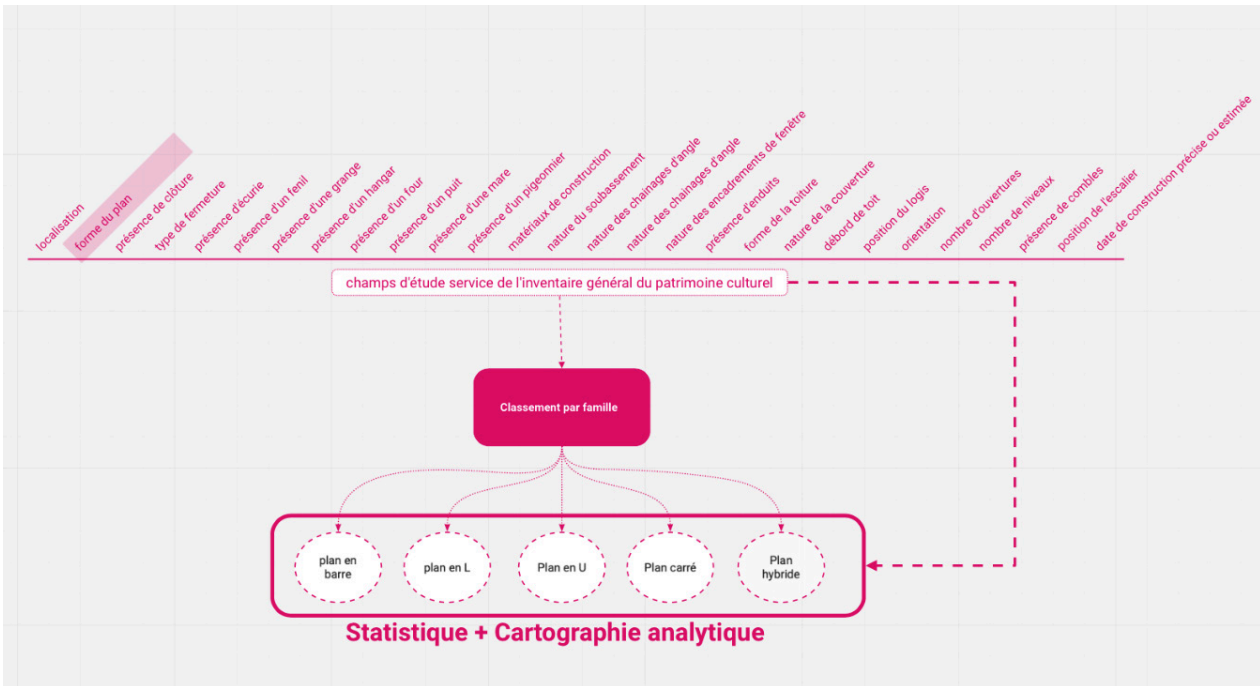 localisation
forme du plan
présence de clôture
type de fermeture
présence d'écurie
présence d'un fenil
présence d'une grange
présence d'un hangar
présence d'un four
présence d'un puit
présence d'une mare
présence d'un pigeonnier
matériaux de construction
nature du soubassement
nature des chainages d'angle
nature des chainages d'angle
nature des encadrements de fenêtre
présence d'enduits
forme de la toiture
nature de la couverture
débord de toit
position du logis
orientation
nombre d'ouvertures
nombre de niveaux
présence de combles
position de l'escalier
date de construction précise ou estimée
champs d'étude service de l'inventaire général du patrimoine culturel
Classement par famille
plan en
barre
plan en L
Plan en U
Plan carré
Plan
hybride
Statistique + Cartographie analytique